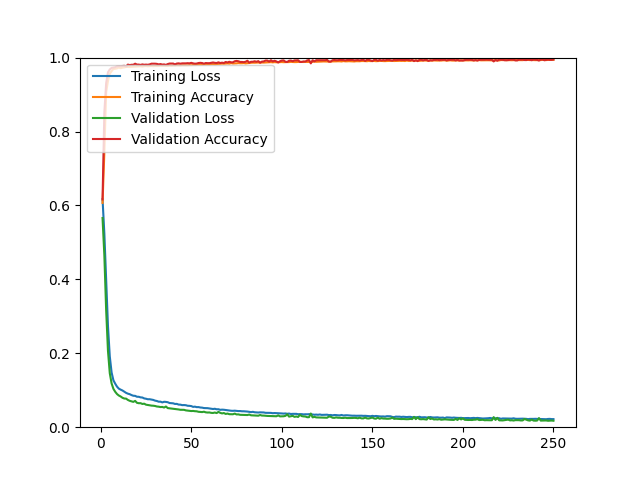 1.0
0.8
0.6
0.4
0.2
0.0
Training Loss
Training Accuracy
Validation Loss
Validation Accuracy
0 50 100 150 200 250